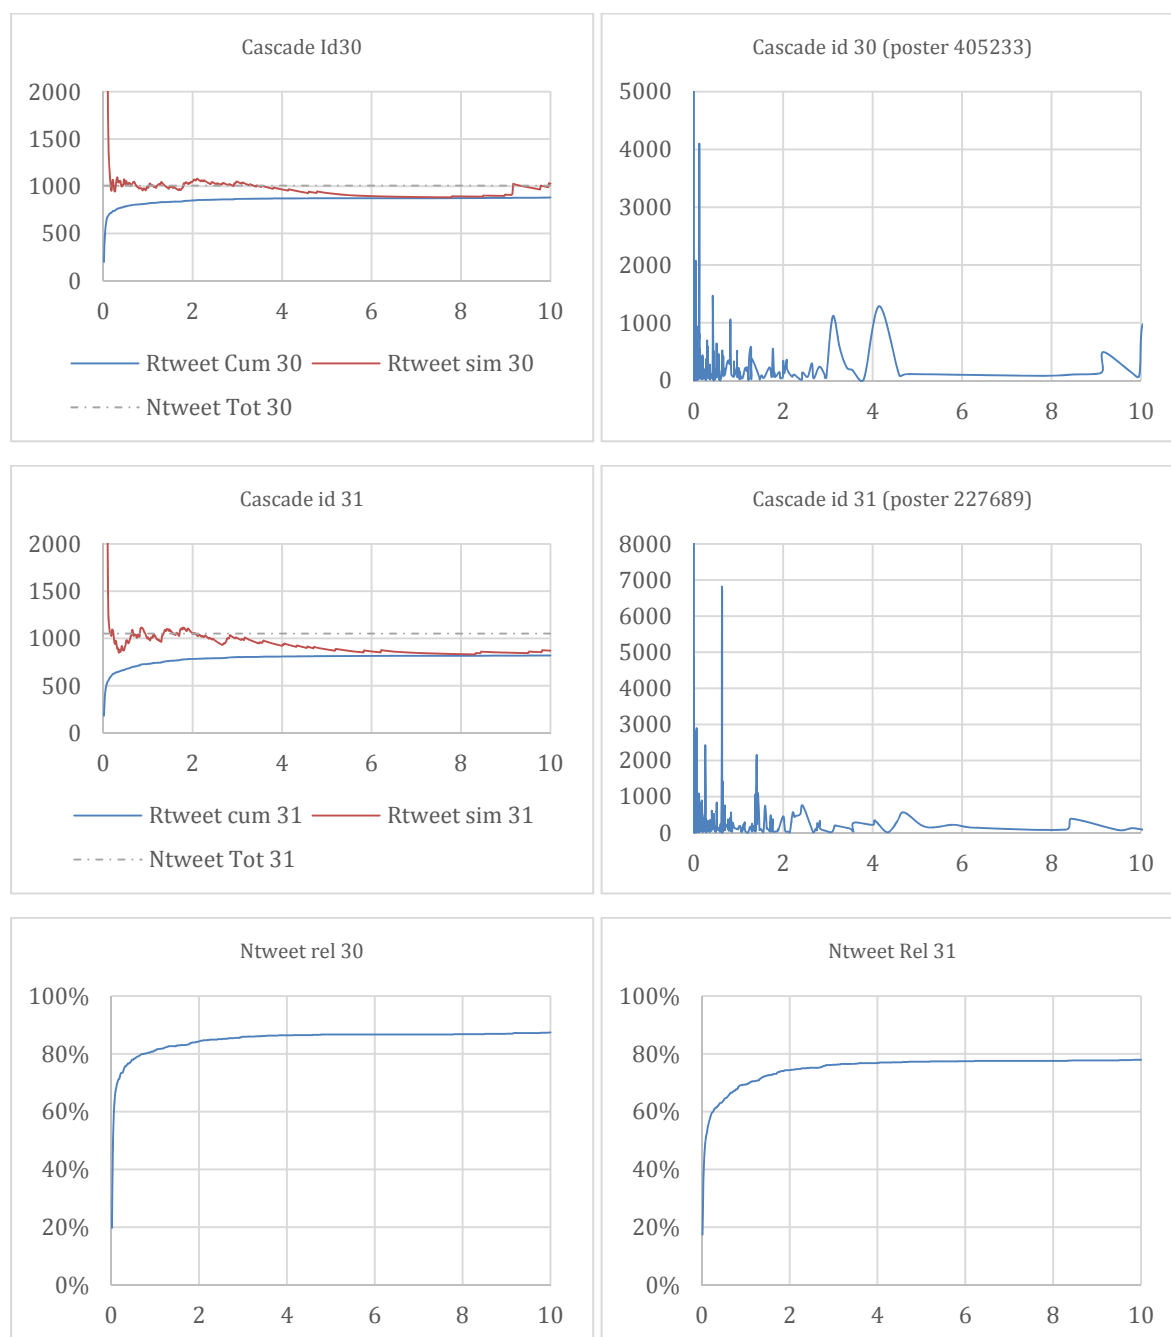 Cascade Id30
2000
1500
1000
500
0
0 2 4 6 8 10
Rtweet Cum 30 Rtweet sim 30
Ntweet Tot 30
Cascade id 30 (poster 405233)
5000
4000
3000
2000
1000
0
0 2 4 6 8 10
Cascade id 31
2000
1500
1000
500
0
0 2 4 6 8 10
Rtweet cum 31 Rtweet sim 31
Ntweet Tot 31
Cascade id 31 (poster 227689)
8000
7000
6000
5000
4000
3000
2000
1000
0
0 2 4 6 8 10
Ntweet rel 30
100%
80%
60%
40%
20%
0%
0 2 4 6 8 10
Ntweet Rel 31
100%
80%
60%
40%
20%
0%
0 2 4 6 8 10